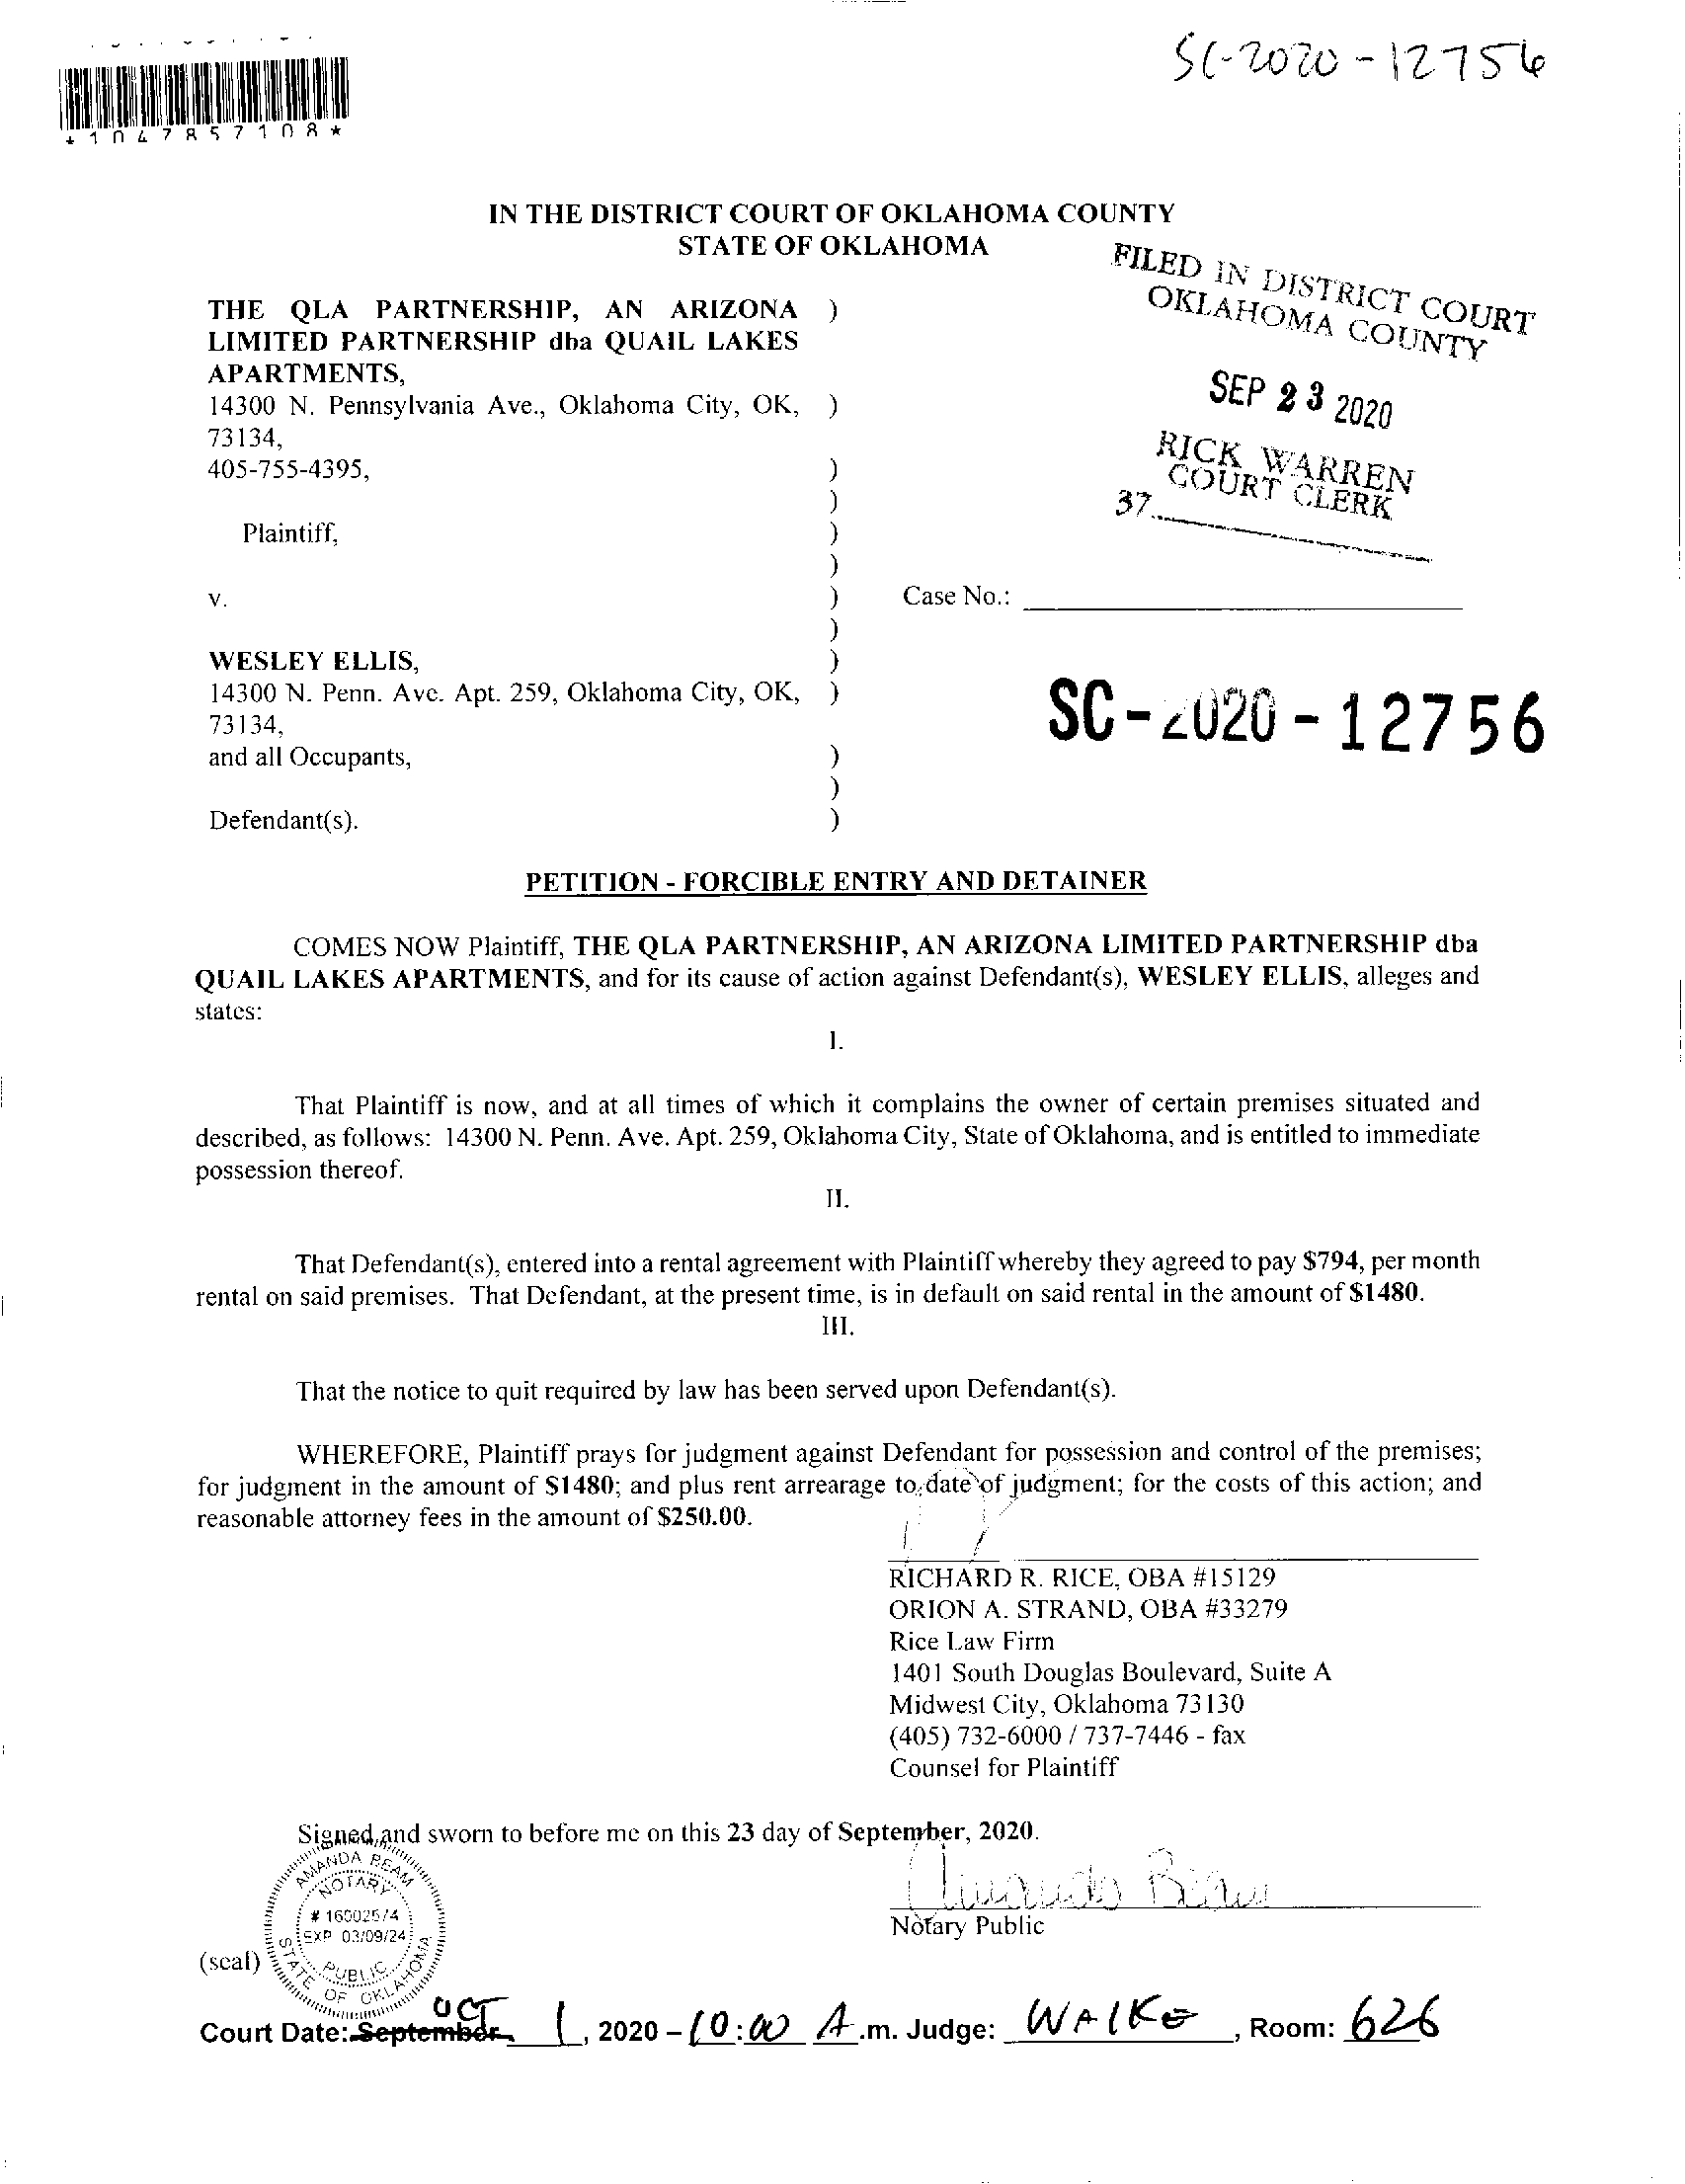 SC-2020-12756
*1047857108*
IN THE DISTRICT COURT OF OKLAHOMA COUNTY
STATE OF OKLAHOMA
FILED IN DISTRICT COURT
OKLAHOMA COUNTY
SEP 23 2020
RICK WARREN
COURT CLERK
37
THE QLA PARTNERSHIP, AN ARIZONA )
LIMITED PARTNERSHIP dba QUAIL LAKES
APARTMENTS,
14300 N. Pennsylvania Ave., Oklahoma City, OK, )
73134,
405-755-4395, )
)
Plaintiff, )
)
v. ) Case No.:
)
WESLEY ELLIS, )
14300 N. Penn. Ave. Apt. 259, Oklahoma City, OK, )
73134,
and all Occupants, )
)
Defendant(s). )
SC-2020-12756
PETITION - FORCIBLE ENTRY AND DETAINER
COMES NOW Plaintiff, THE QLA PARTNERSHIP, AN ARIZONA LIMITED PARTNERSHIP dba
QUAIL LAKES APARTMENTS, and for its cause of action against Defendant(s), WESLEY ELLIS, alleges and
states:
I.
That Plaintiff is now, and at all times of which it complains the owner of certain premises situated and
described, as follows: 14300 N. Penn. Ave. Apt. 259, Oklahoma City, State of Oklahoma, and is entitled to immediate
possession thereof.
II.
That Defendant(s), entered into a rental agreement with Plaintiff whereby they agreed to pay $794, per month
rental on said premises. That Defendant, at the present time, is in default on said rental in the amount of $1480.
III.
That the notice to quit required by law has been served upon Defendant(s).
WHEREFORE, Plaintiff prays for judgment against Defendant for possession and control of the premises;
for judgment in the amount of $1480; and plus rent arrearage to date of judgment; for the costs of this action; and
reasonable attorney fees in the amount of $250.00.
RICHARD R. RICE, OBA #15129
ORION A. STRAND, OBA #33279
Rice Law Firm
1401 South Douglas Boulevard, Suite A
Midwest City, Oklahoma 73130
(405) 732-6000 / 737-7446 - fax
Counsel for Plaintiff
Signed and sworn to before me on this 23 day of September, 2020.
Amanda Beam
Notary Public
AMANDA BEAM
NOTARY
# 16002574
EXP 03/09/24
PUBLIC
STATE OF OKLAHOMA
(seal)
OCT
Court Date: September 1, 2020 - 10:00 A.m. Judge: WALKE, Room: 626